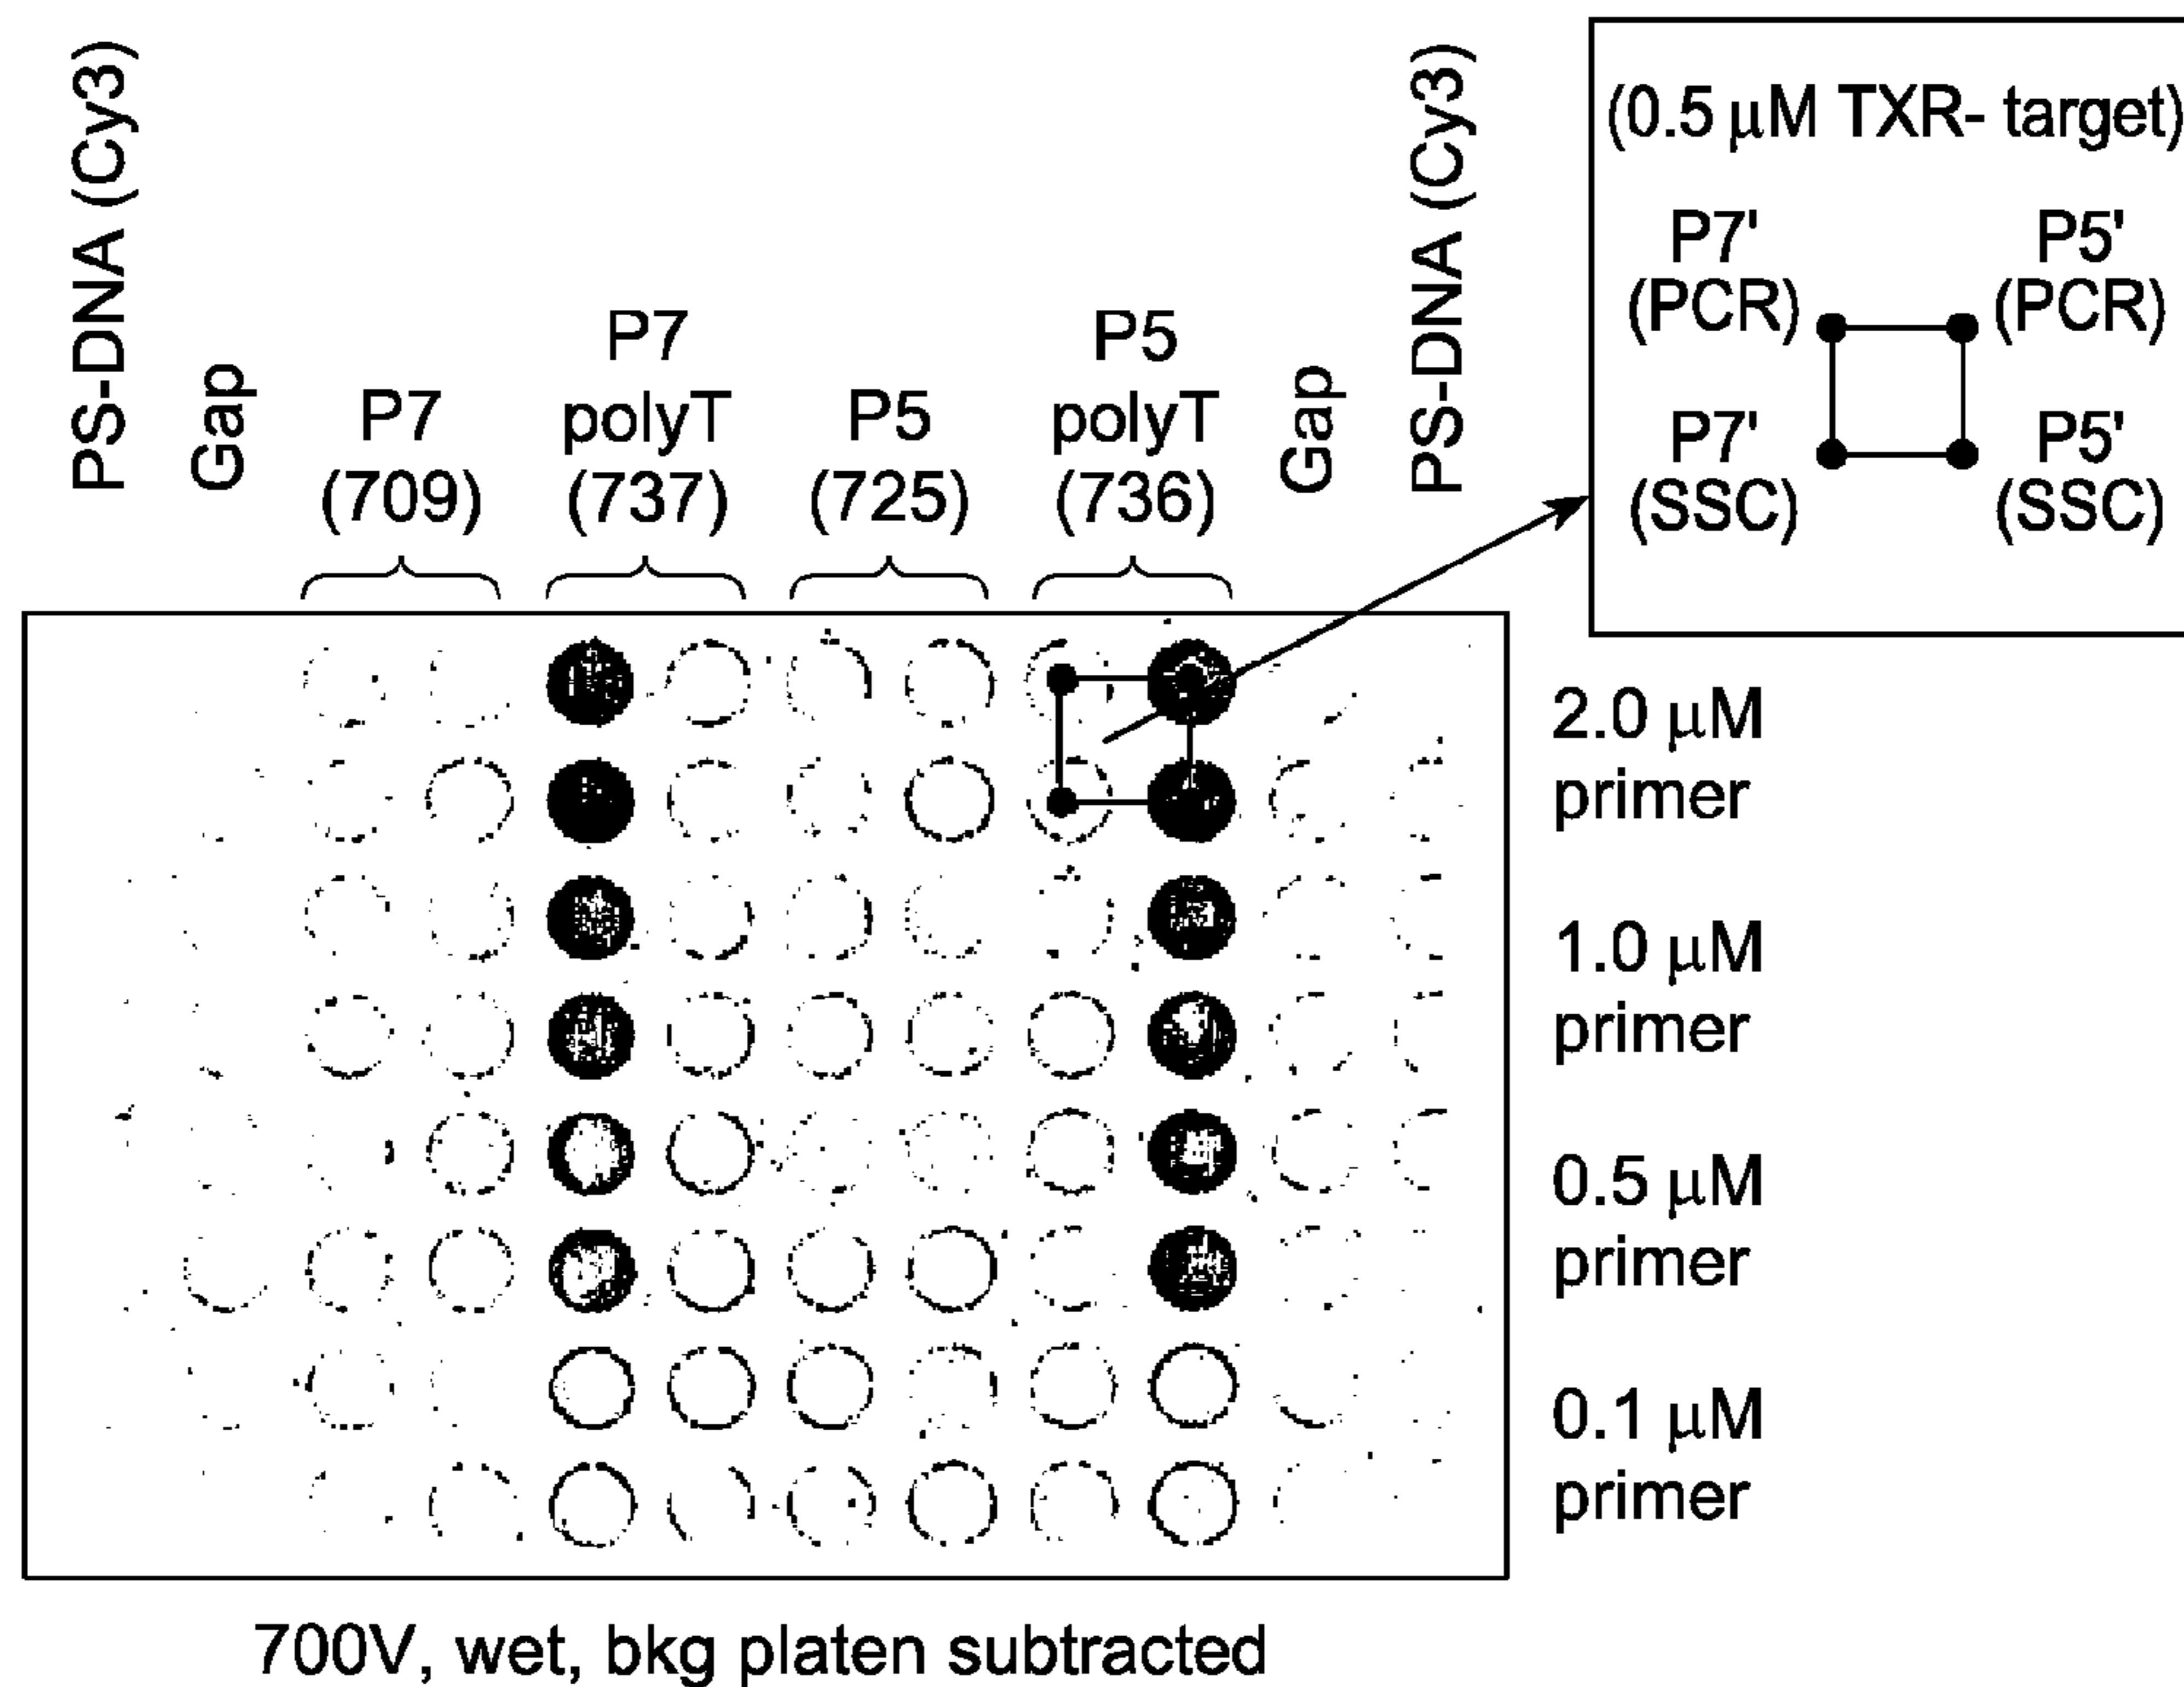 PS-DNA (Cy3)
Gap
P7
(709)
P7
polyT
(737)
P5
(725)
P5
polyT
(736)
Gap
PS-DNA (Cy3)
(0.5 μM TXR- target)
P7'
(PCR)
P5'
(PCR)
P7'
(SSC)
P5'
(SSC)
2.0 μM
primer
1.0 μM
primer
0.5 μM
primer
0.1 μM
primer
700V, wet, bkg platen subtracted